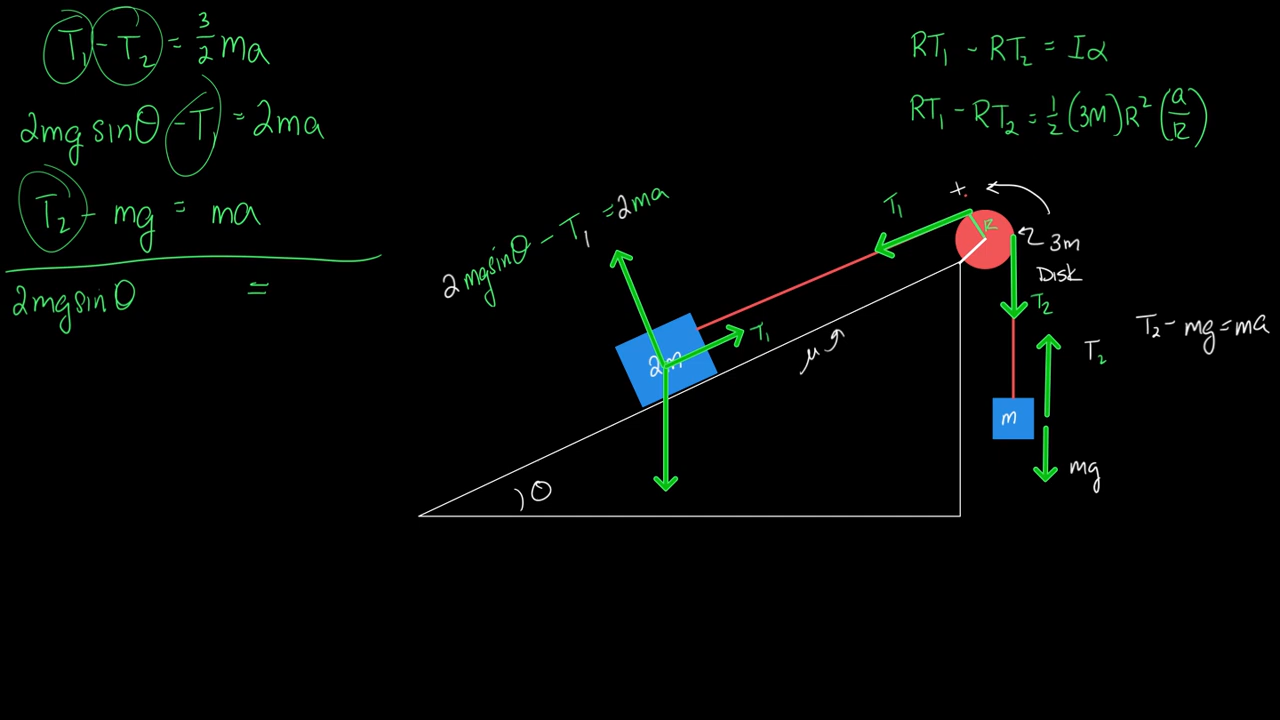 T₁ - T₂ = 3/2 ma
2mg sinθ - T₁ = 2ma
T₂ - mg = ma
2mg sinθ =
RT₁ - RT₂ = Iα
RT₁ - RT₂ = 1/2 (3M) R² (a/R)
2mg sinθ - T₁ = 2ma
+
T₁
R
3m
Disk
T₂
T₂ - mg = ma
T₁
2m
μ
T₂
m
mg
θ